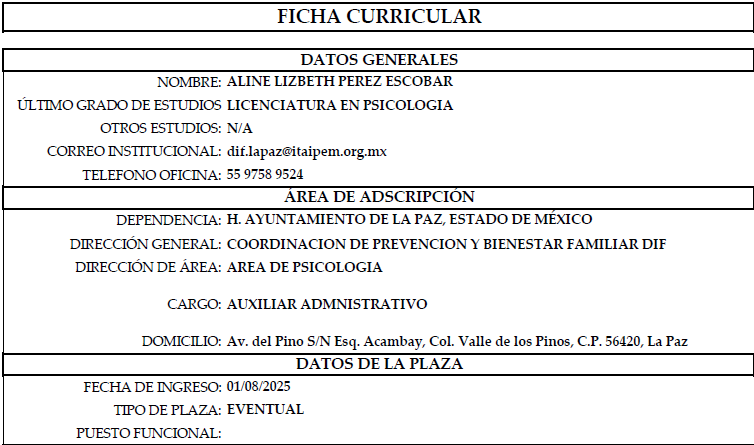 FICHA CURRICULAR
DATOS GENERALES
NOMBRE: ALINE LIZBETH PEREZ ESCOBAR
ÚLTIMO GRADO DE ESTUDIOS LICENCIATURA EN PSICOLOGIA
OTROS ESTUDIOS: N/A
CORREO INSTITUCIONAL: dif.lapaz@itaipem.org.mx
TELEFONO OFICINA: 55 9758 9524
ÁREA DE ADSCRIPCIÓN
DEPENDENCIA: H. AYUNTAMIENTO DE LA PAZ, ESTADO DE MÉXICO
DIRECCIÓN GENERAL: COORDINACION DE PREVENCION Y BIENESTAR FAMILIAR DIF
DIRECCIÓN DE ÁREA: AREA DE PSICOLOGIA
CARGO: AUXILIAR ADMNISTRATIVO
DOMICILIO: Av. del Pino S/N Esq. Acambay, Col. Valle de los Pinos, C.P. 56420, La Paz
DATOS DE LA PLAZA
FECHA DE INGRESO: 01/08/2025
TIPO DE PLAZA: EVENTUAL
PUESTO FUNCIONAL: